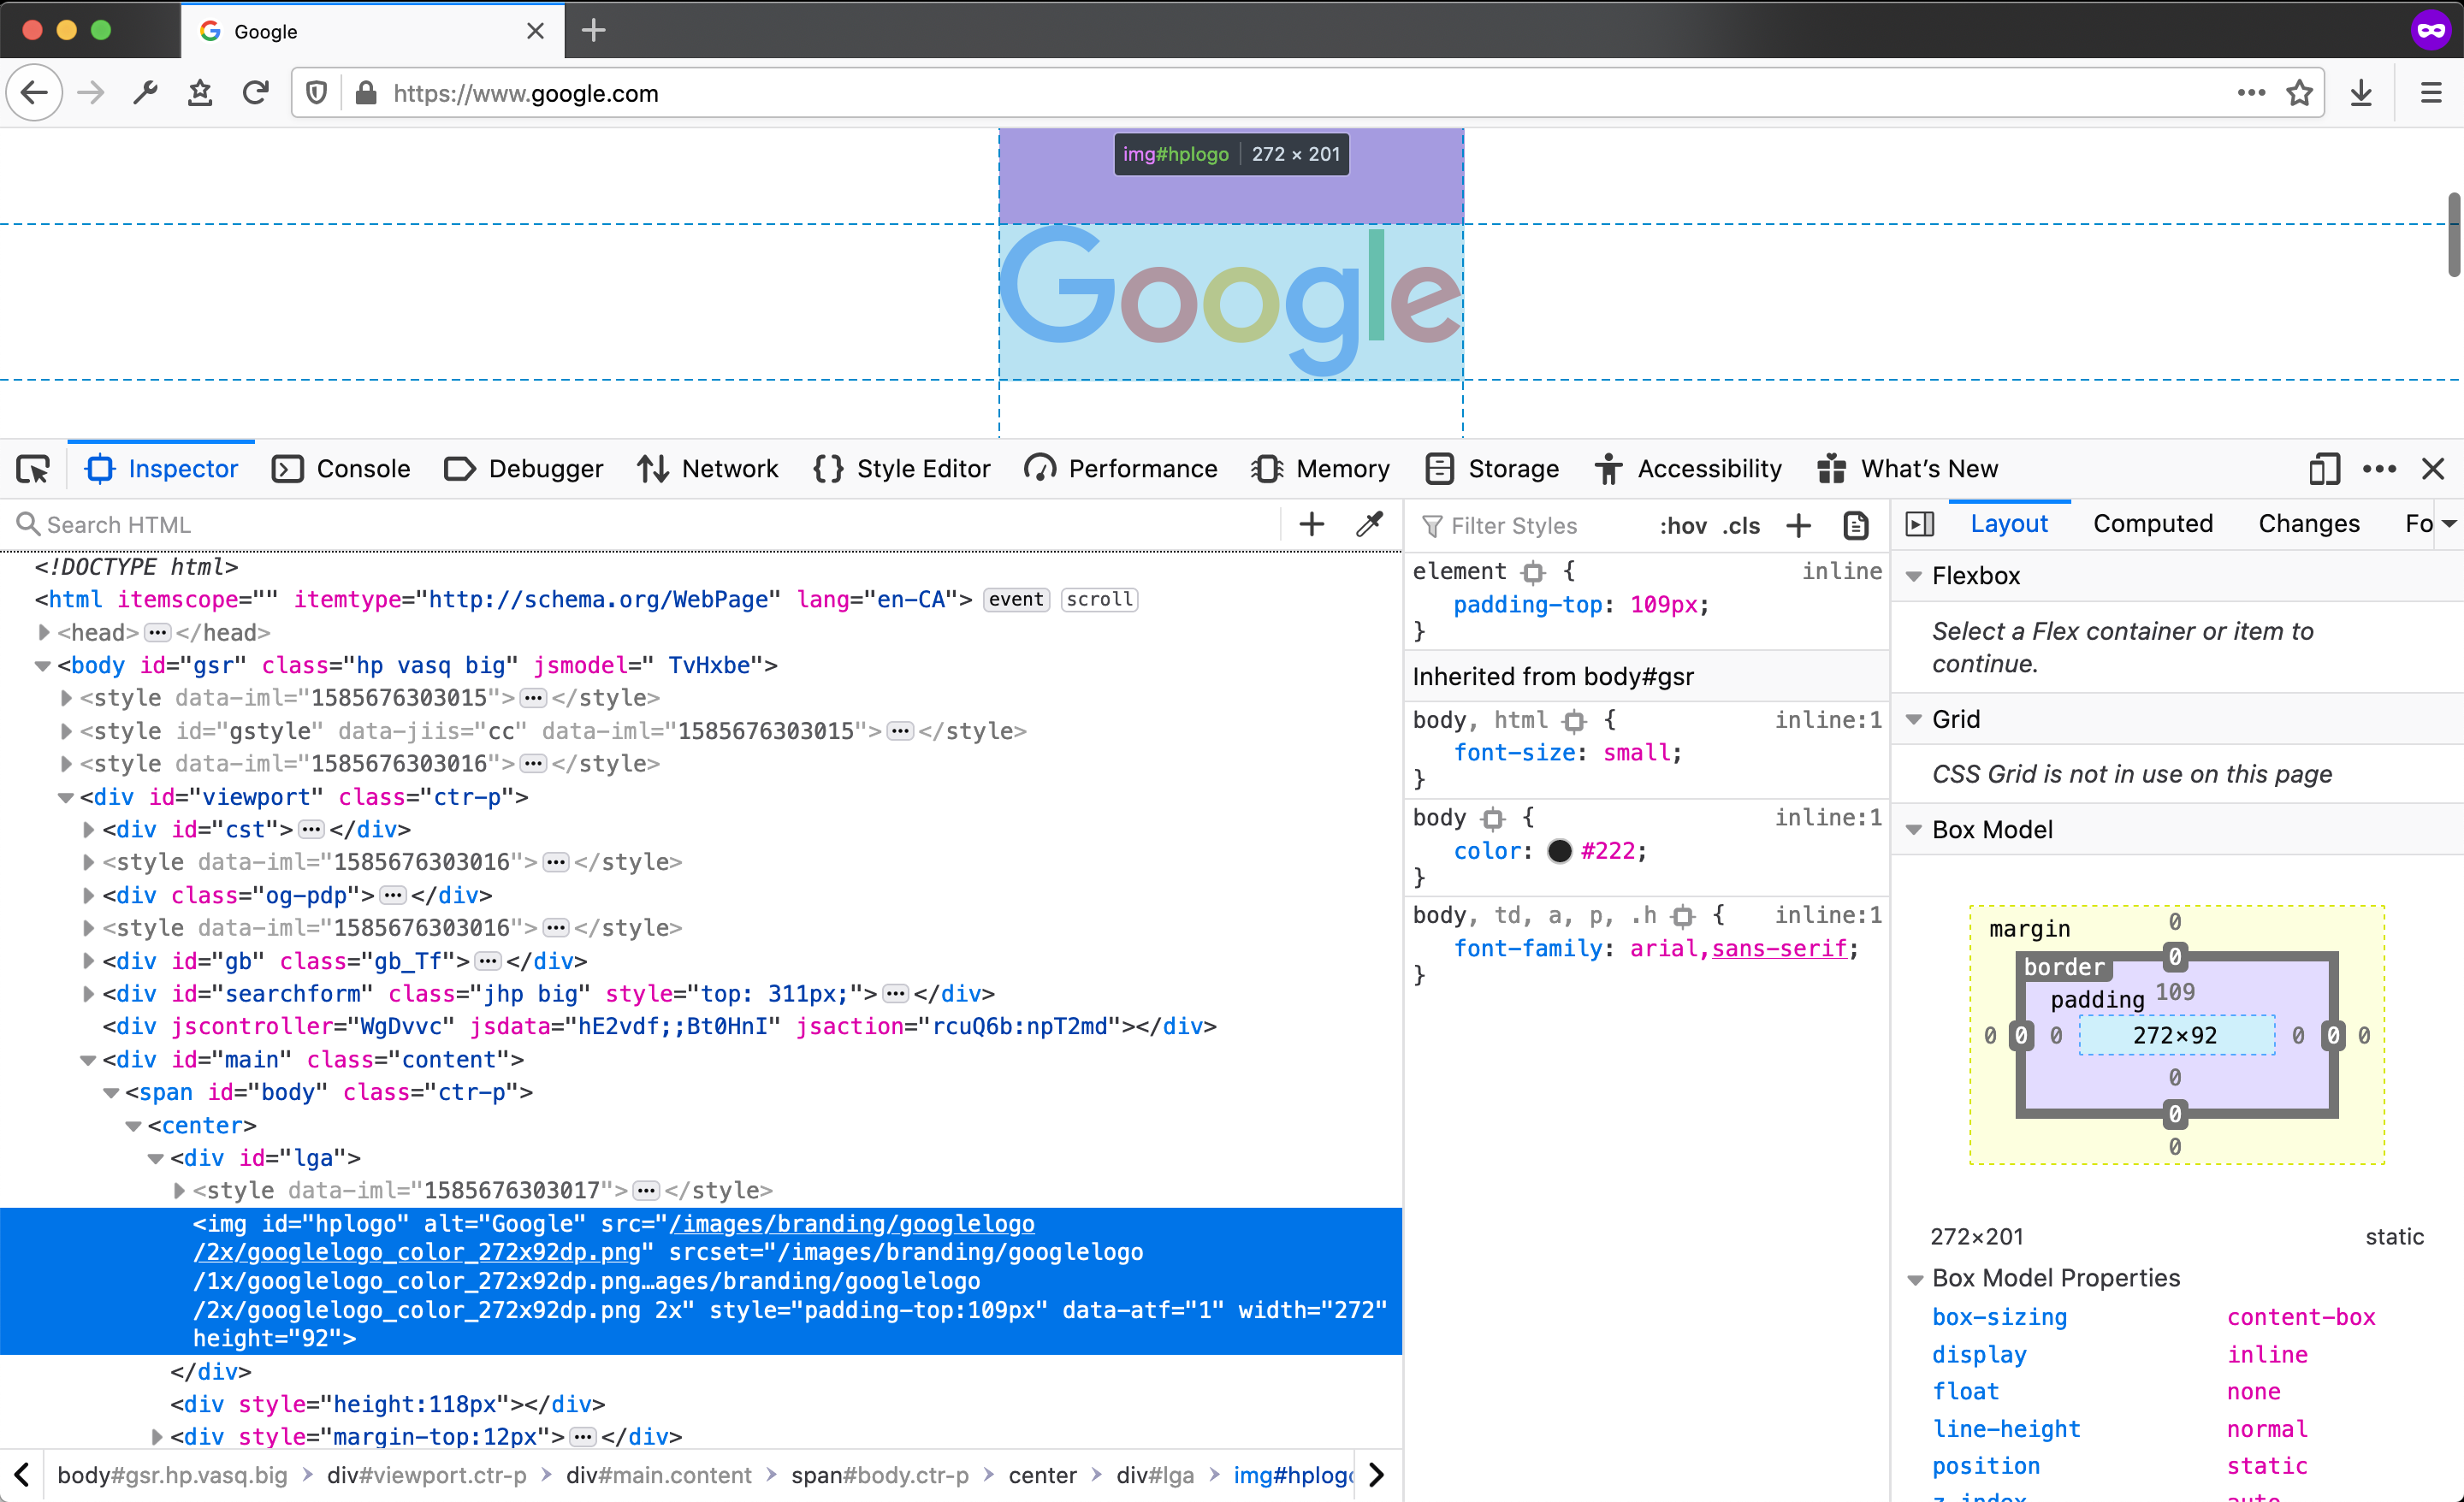 Google
https://www.google.com
img#hplogo 272 × 201
Google
Inspector Console Debugger Network Style Editor Performance Memory Storage Accessibility What's New
Search HTML
<!DOCTYPE html>
<html itemscope="" itemtype="http://schema.org/WebPage" lang="en-CA"> event scroll
<head>…</head>
<body id="gsr" class="hp vasq big" jsmodel=" TvHxbe">
<style data-iml="1585676303015">…</style>
<style id="gstyle" data-jiis="cc" data-iml="1585676303015">…</style>
<style data-iml="1585676303016">…</style>
<div id="viewport" class="ctr-p">
<div id="cst">…</div>
<style data-iml="1585676303016">…</style>
<div class="og-pdp">…</div>
<style data-iml="1585676303016">…</style>
<div id="gb" class="gb_Tf">…</div>
<div id="searchform" class="jhp big" style="top: 311px;">…</div>
<div jscontroller="WgDvvc" jsdata="hE2vdf;;Bt0HnI" jsaction="rcuQ6b:npT2md"></div>
<div id="main" class="content">
<span id="body" class="ctr-p">
<center>
<div id="lga">
<style data-iml="1585676303017">…</style>
<img id="hplogo" alt="Google" src="/images/branding/googlelogo
/2x/googlelogo_color_272x92dp.png" srcset="/images/branding/googlelogo
/1x/googlelogo_color_272x92dp.png…ages/branding/googlelogo
/2x/googlelogo_color_272x92dp.png 2x" style="padding-top:109px" data-atf="1" width="272"
height="92">
</div>
<div style="height:118px"></div>
<div style="margin-top:12px">…</div>
body#gsr.hp.vasq.big div#viewport.ctr-p div#main.content span#body.ctr-p center div#lga img#hplogo
Filter Styles :hov .cls
element { inline
padding-top: 109px;
}
Inherited from body#gsr
body, html { inline:1
font-size: small;
}
body { inline:1
color: #222;
}
body, td, a, p, .h { inline:1
font-family: arial,sans-serif;
}
Layout Computed Changes Fo
Flexbox
Select a Flex container or item to
continue.
Grid
CSS Grid is not in use on this page
Box Model
margin 0
border 0
padding 109
0 0 0 272×92 0 0 0
0
0
0
272×201 static
Box Model Properties
box-sizing content-box
display inline
float none
line-height normal
position static
z-index auto